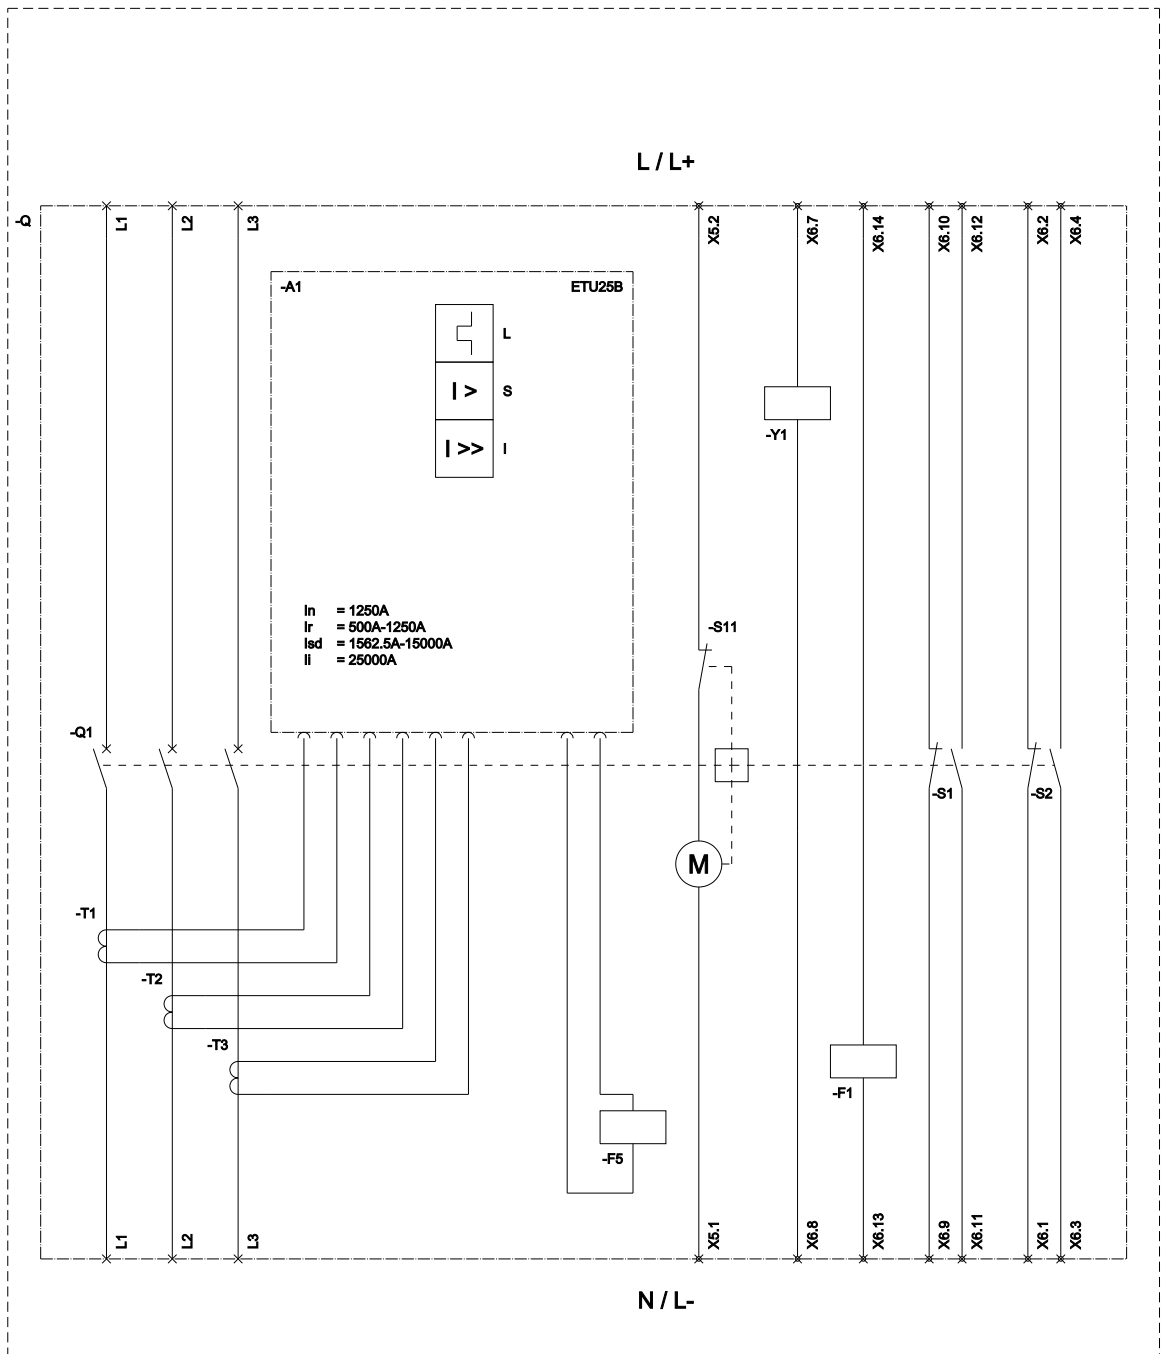 L / L+
-Q
L1
L2
L3
X5.2
X6.7
X6.14
X6.10
X6.12
X6.2
X6.4
-A1
ETU25B
L
I >
S
I >>
I
-Y1
In = 1250A
Ir = 500A-1250A
Isd = 1562.5A-15000A
Ii = 25000A
-S11
-Q1
-S1
-S2
M
-T1
-T2
-T3
-F1
-F5
L1
L2
L3
X5.1
X6.8
X6.13
X6.9
X6.11
X6.1
X6.3
N / L-